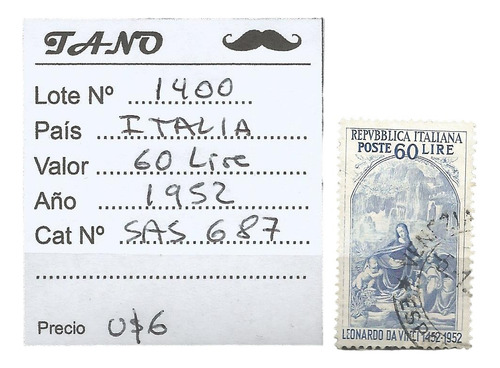 TANO
Lote Nº 1400
País ITALIA
Valor 60 Lire
Año 1952
Cat Nº SAS 687
Precio U$6
REPVBBLICA ITALIANA
POSTE 60 LIRE
VENEZIA
LEONARDO DA VINCI 1452-1952